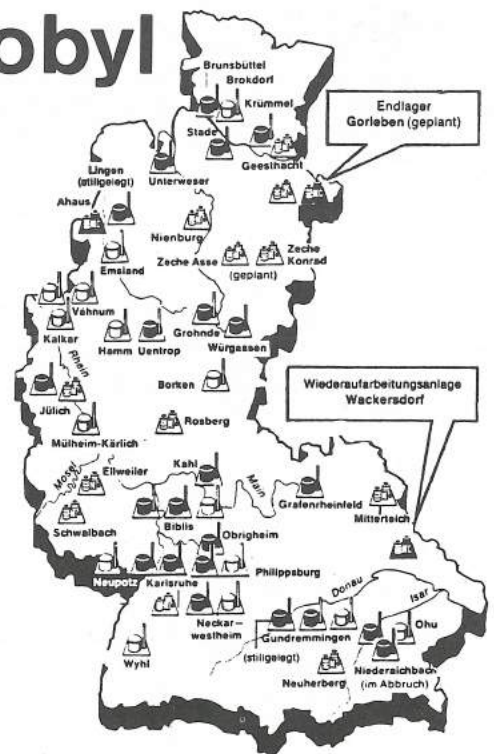 obyl
Brunsbüttel
Brokdorf
Krümmel
Stade
Geesthacht
Endlager
Gorleben (geplant)
Lingen
(stillgelegt)
Unterweser
Ahaus
Nienburg
Emsland
Zeche Asse
(geplant)
Zeche
Konrad
Vahnum
Kalkar
Rhein
Hamm Uentrop
Grohnde
Würgassen
Borken
Jülich
Rosberg
Mülheim-Kärlich
Wiederaufarbeitungsanlage
Wackersdorf
Mosel
Ellweiler
Kahl
Main
Grafenrheinfeld
Mitterteich
Schwalbach
Biblis
Obrigheim
Neupotz
Karlsruhe
Philippsburg
Donau
Isar
Neckar-
westheim
Gundremmingen
(stillgelegt)
Ohu
Wyhl
Neuherberg
Niederaichbach
(im Abbruch)